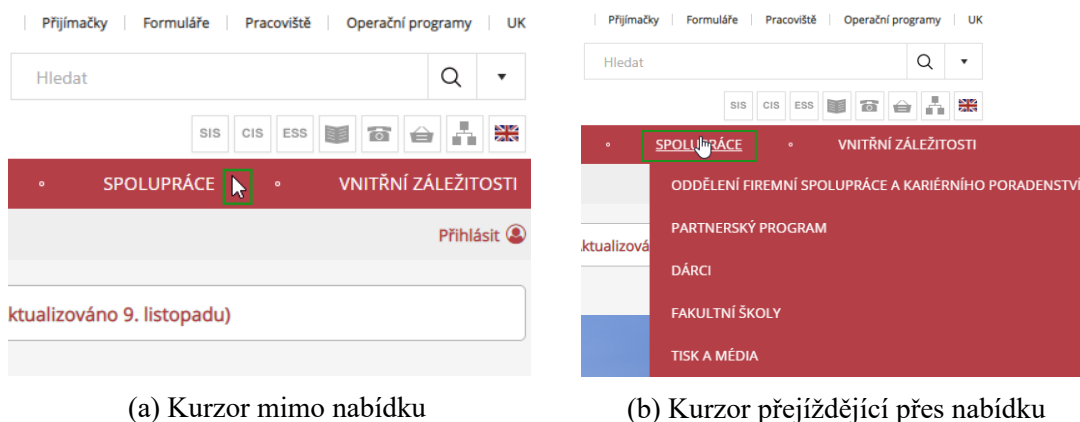 Přijímačky Formuláře Pracoviště Operační programy UK
Hledat
SIS CIS ESS
SPOLUPRÁCE VNITŘNÍ ZÁLEŽITOSTI
Přihlásit
ktualizováno 9. listopadu)
(a) Kurzor mimo nabídku
Přijímačky Formuláře Pracoviště Operační programy UK
Hledat
SIS CIS ESS
SPOLUPRÁCE VNITŘNÍ ZÁLEŽITOSTI
ODDĚLENÍ FIREMNÍ SPOLUPRÁCE A KARIÉRNÍHO PORADENSTVÍ
PARTNERSKÝ PROGRAM
ktualizová
DÁRCI
FAKULTNÍ ŠKOLY
TISK A MÉDIA
(b) Kurzor přejíždějící přes nabídku